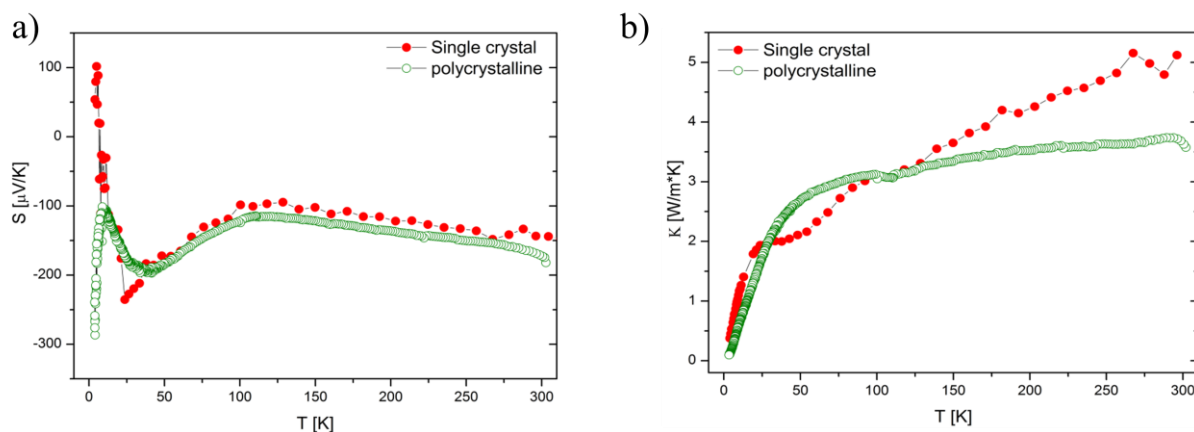 a)
Single crystal
polycrystalline
100
0
-100
-200
-300
S [μV/K]
0 50 100 150 200 250 300
T [K]
b)
Single crystal
polycrystalline
5
4
3
2
1
0
K [W/m*K]
0 50 100 150 200 250 300
T [K]